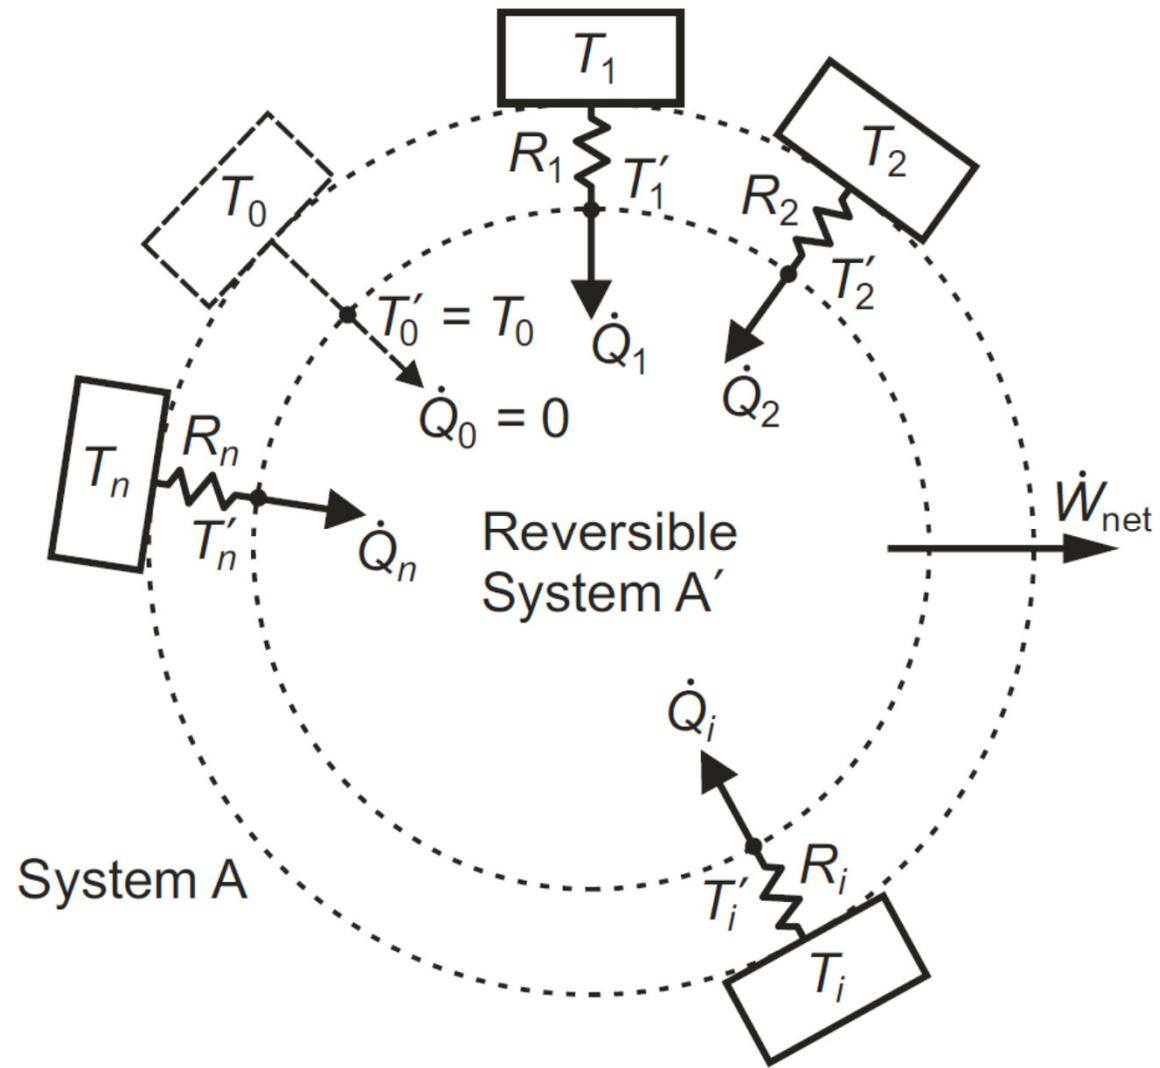 T₁
T₂
T₀
R₁
T′₁
R₂
T′₂
T′₀ = T₀
Q̇₁
Q̇₂
Q̇₀ = 0
Tₙ
Rₙ
T′ₙ
Q̇ₙ
Ẇnet
Reversible
System A′
Q̇ᵢ
System A
Rᵢ
T′ᵢ
Tᵢ